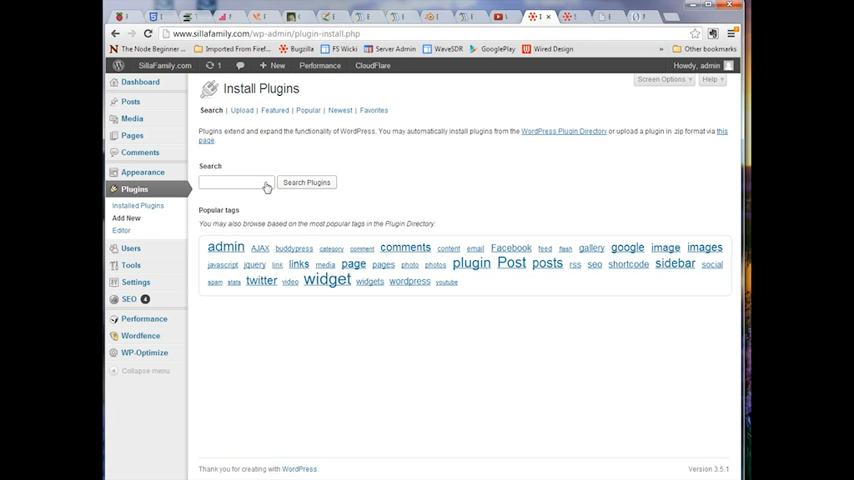 www.sillafamily.com/wp-admin/plugin-install.php
The Node Beginner ... Imported From Firef... Bugzilla FS Wicki Server Admin WaveSDR GooglePlay Wired Design Other bookmarks
SillaFamily.com 1 + New Performance CloudFlare Howdy, admin
Screen Options Help
Dashboard
Posts
Media
Pages
Comments
Appearance
Plugins
Installed Plugins
Add New
Editor
Users
Tools
Settings
SEO 4
Performance
Wordfence
WP-Optimize
Collapse menu
Install Plugins
Search | Upload | Featured | Popular | Newest | Favorites
Plugins extend and expand the functionality of WordPress. You may automatically install plugins from the WordPress Plugin Directory or upload a plugin in .zip format via this
page.
Search
Search Plugins
Popular tags
You may also browse based on the most popular tags in the Plugin Directory.
admin AJAX buddypress category comment comments content email Facebook feed flash gallery google image images
javascript jquery link links media page pages photo photos plugin Post posts rss seo shortcode sidebar social
spam stats twitter video widget widgets wordpress youtube
Thank you for creating with WordPress. Version 3.5.1